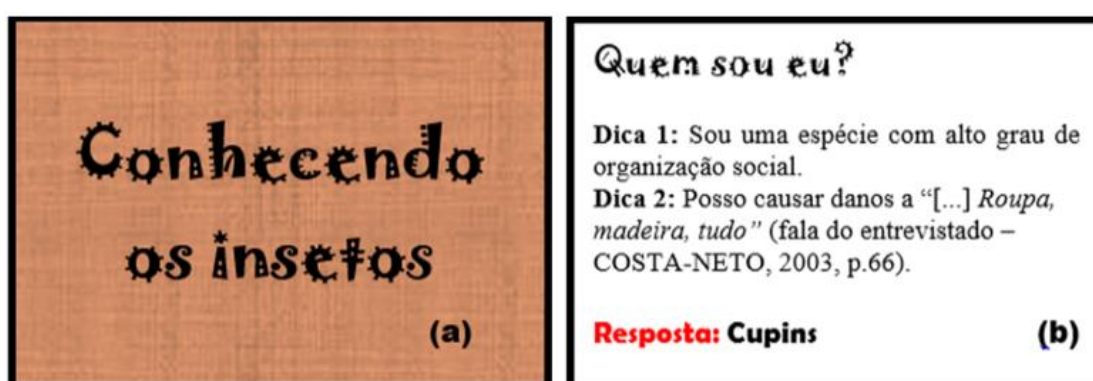 Conhecendo
os insetos
(a)
Quem sou eu?
Dica 1: Sou uma espécie com alto grau de
organização social.
Dica 2: Posso causar danos a “[...] Roupa,
madeira, tudo” (fala do entrevistado –
COSTA-NETO, 2003, p.66).
Resposta: Cupins (b)